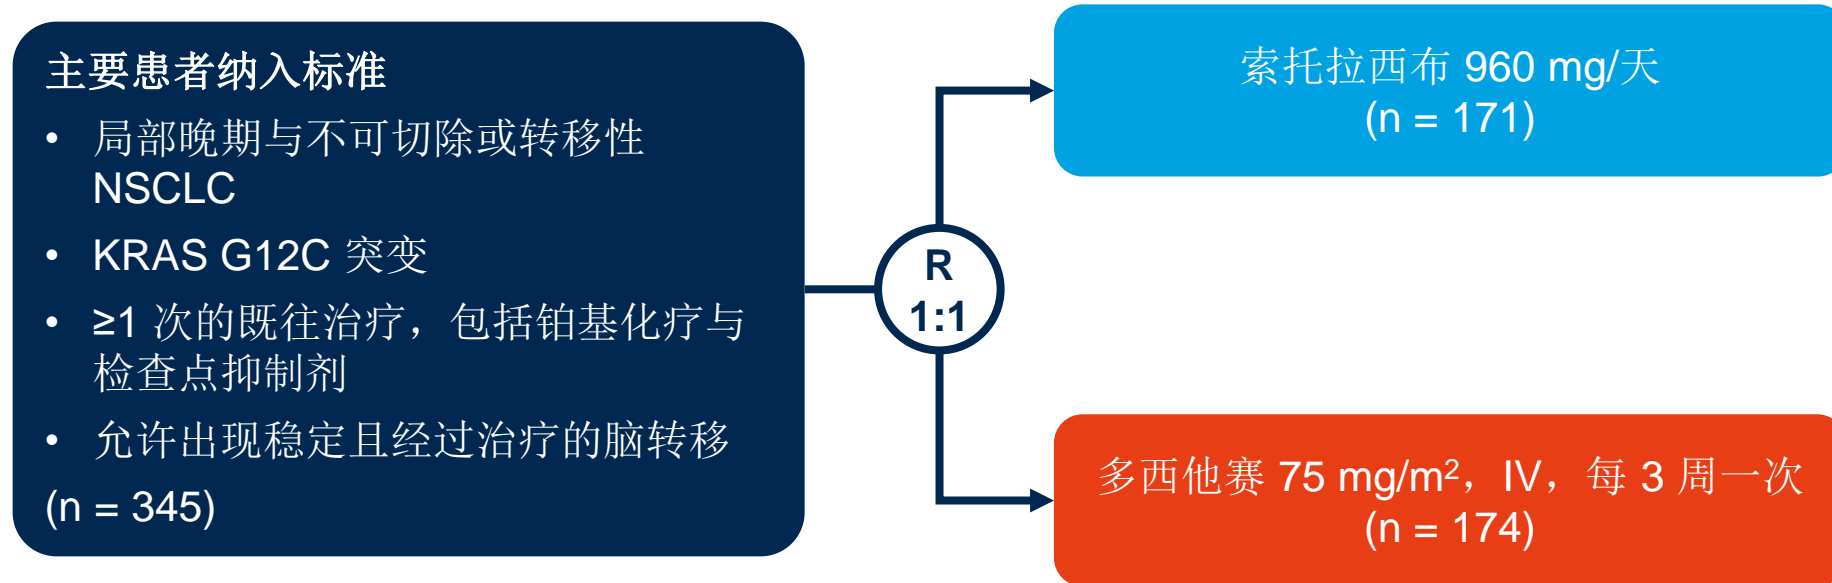 主要患者纳入标准
• 局部晚期与不可切除或转移性
NSCLC
• KRAS G12C 突变
• ≥1 次的既往治疗，包括铂基化疗与
检查点抑制剂
• 允许出现稳定且经过治疗的脑转移
(n = 345)
R
1:1
索托拉西布 960 mg/天
(n = 171)
多西他赛 75 mg/m²，IV，每 3 周一次
(n = 174)